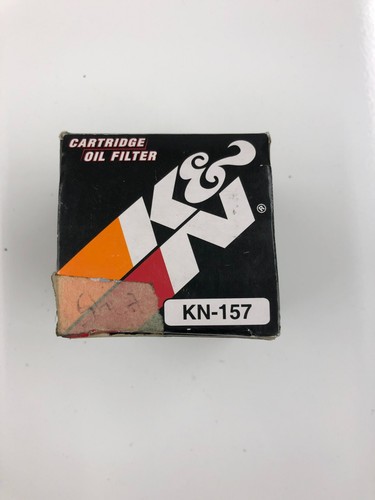 CARTRIDGE
OIL FILTER
K&N®
KN-157